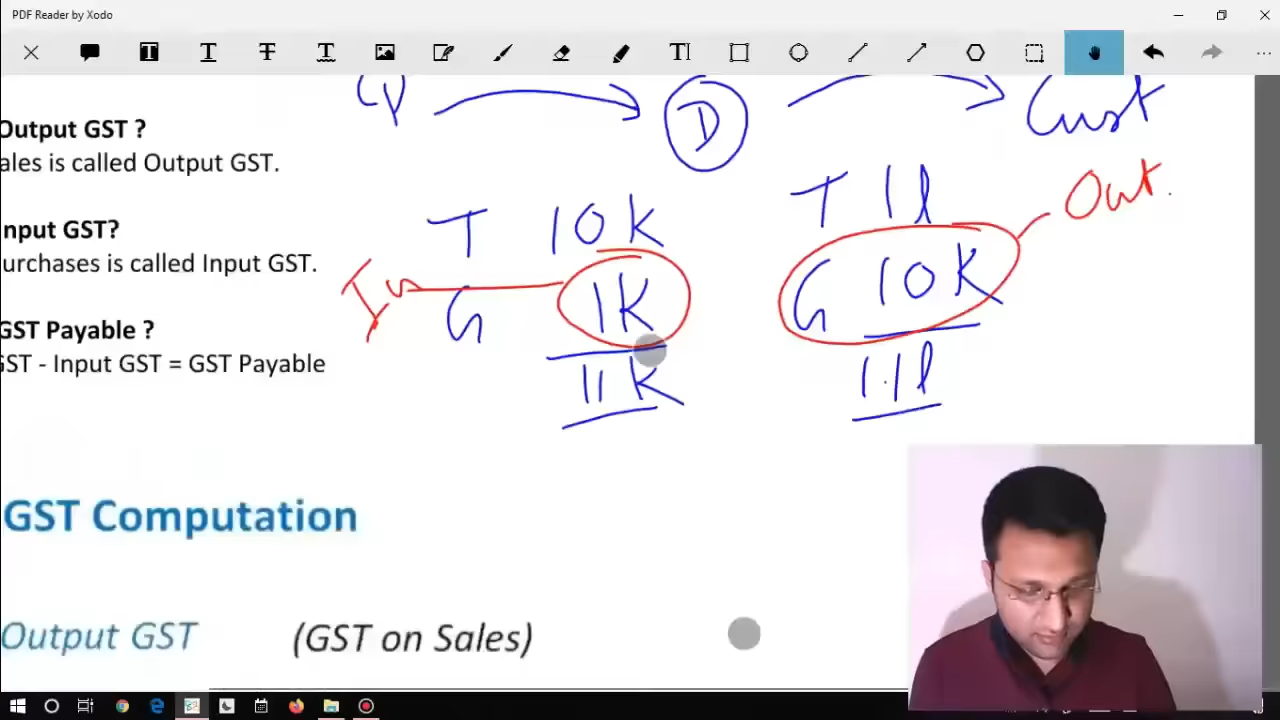 PDF Reader by Xodo
Output GST ?
ales is called Output GST.
nput GST?
urchases is called Input GST.
GST Payable ?
GST - Input GST = GST Payable
D
Cust
T 10K
G 1K
11K
In
T 1l
G 10K
1.1l
Out
GST Computation
Output GST (GST on Sales)